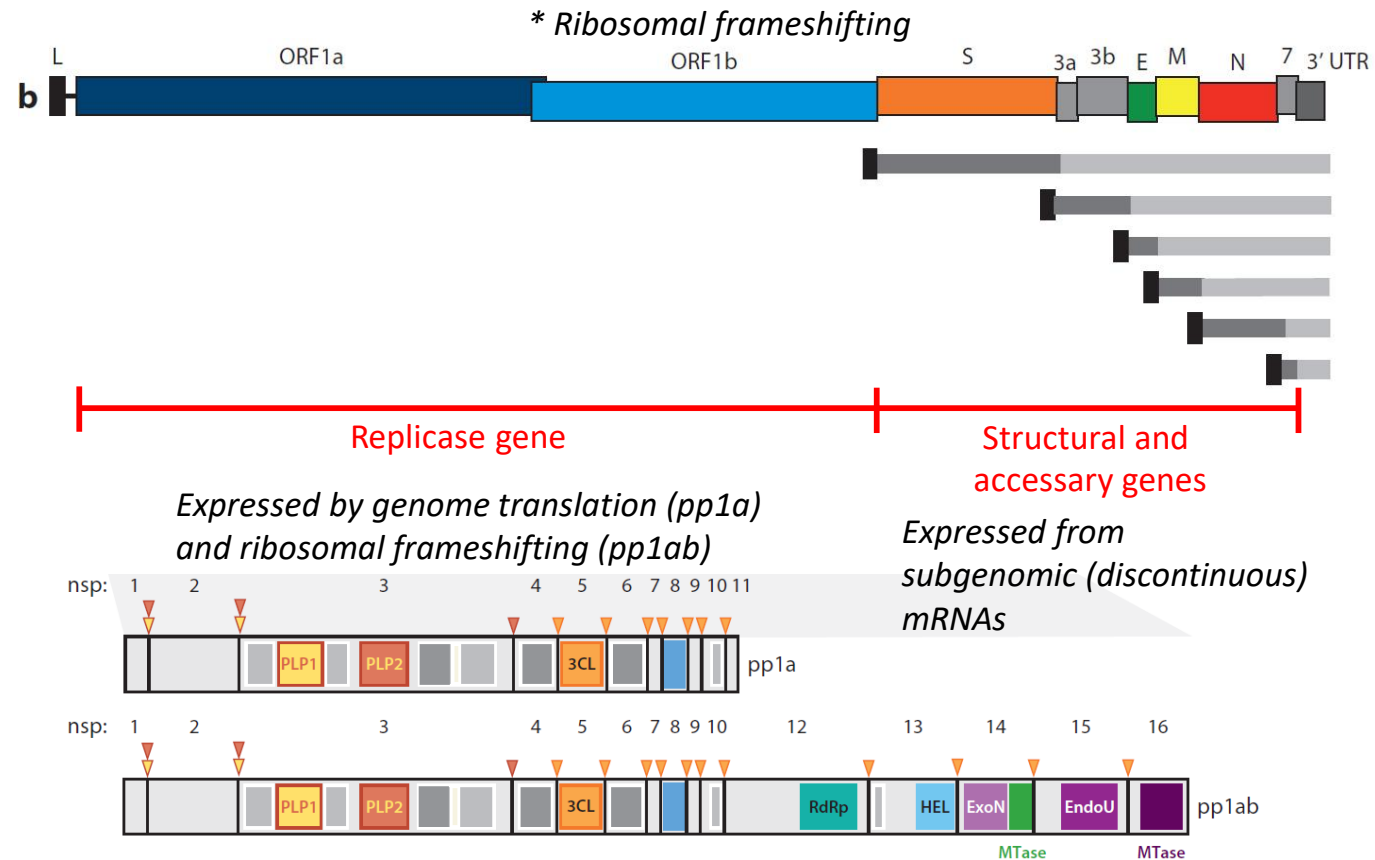 * Ribosomal frameshifting
L ORF1a ORF1b S 3a 3b E M N 7 3' UTR
b
Replicase gene
Structural and
accessary genes
Expressed by genome translation (pp1a)
and ribosomal frameshifting (pp1ab)
Expressed from
subgenomic (discontinuous)
mRNAs
nsp: 1 2 3 4 5 6 7 8 9 10 11
PLP1 PLP2 3CL pp1a
nsp: 1 2 3 4 5 6 7 8 9 10 12 13 14 15 16
PLP1 PLP2 3CL RdRp HEL ExoN EndoU pp1ab
MTase MTase